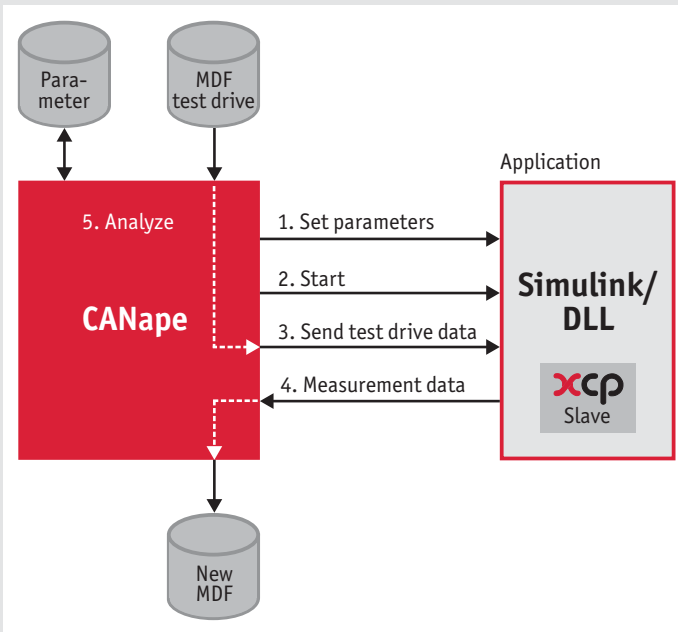 Para-
meter
MDF
test drive
Application
5. Analyze
1. Set parameters
2. Start
Simulink/
DLL
CANape
3. Send test drive data
4. Measurement data
xcp
Slave
New
MDF